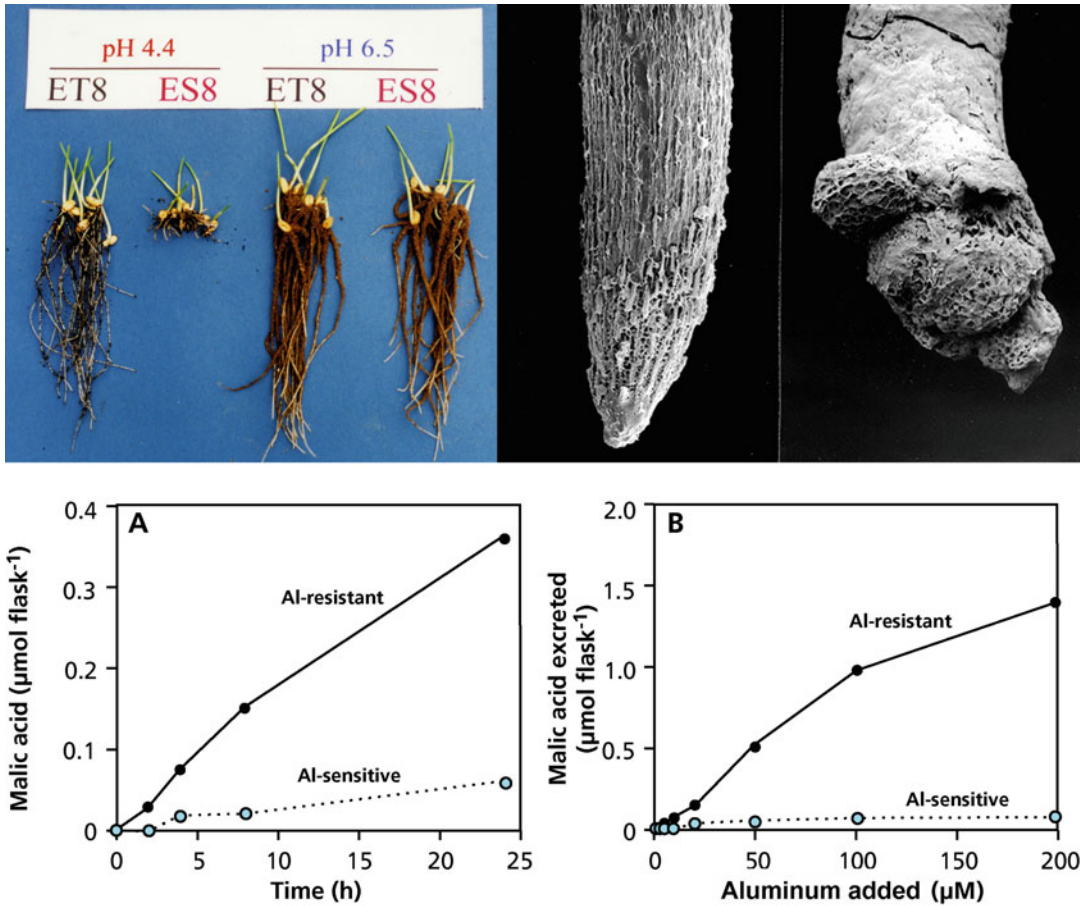 pH 4.4 pH 6.5
ET8 ES8 ET8 ES8
A
0.4
0.3
0.2
0.1
0
Malic acid (µmol flask⁻¹)
Al-resistant
Al-sensitive
0 5 10 15 20 25
Time (h)
B
2.0
1.5
1.0
0.5
0
Malic acid excreted
(µmol flask⁻¹)
Al-resistant
Al-sensitive
0 50 100 150 200
Aluminum added (µM)